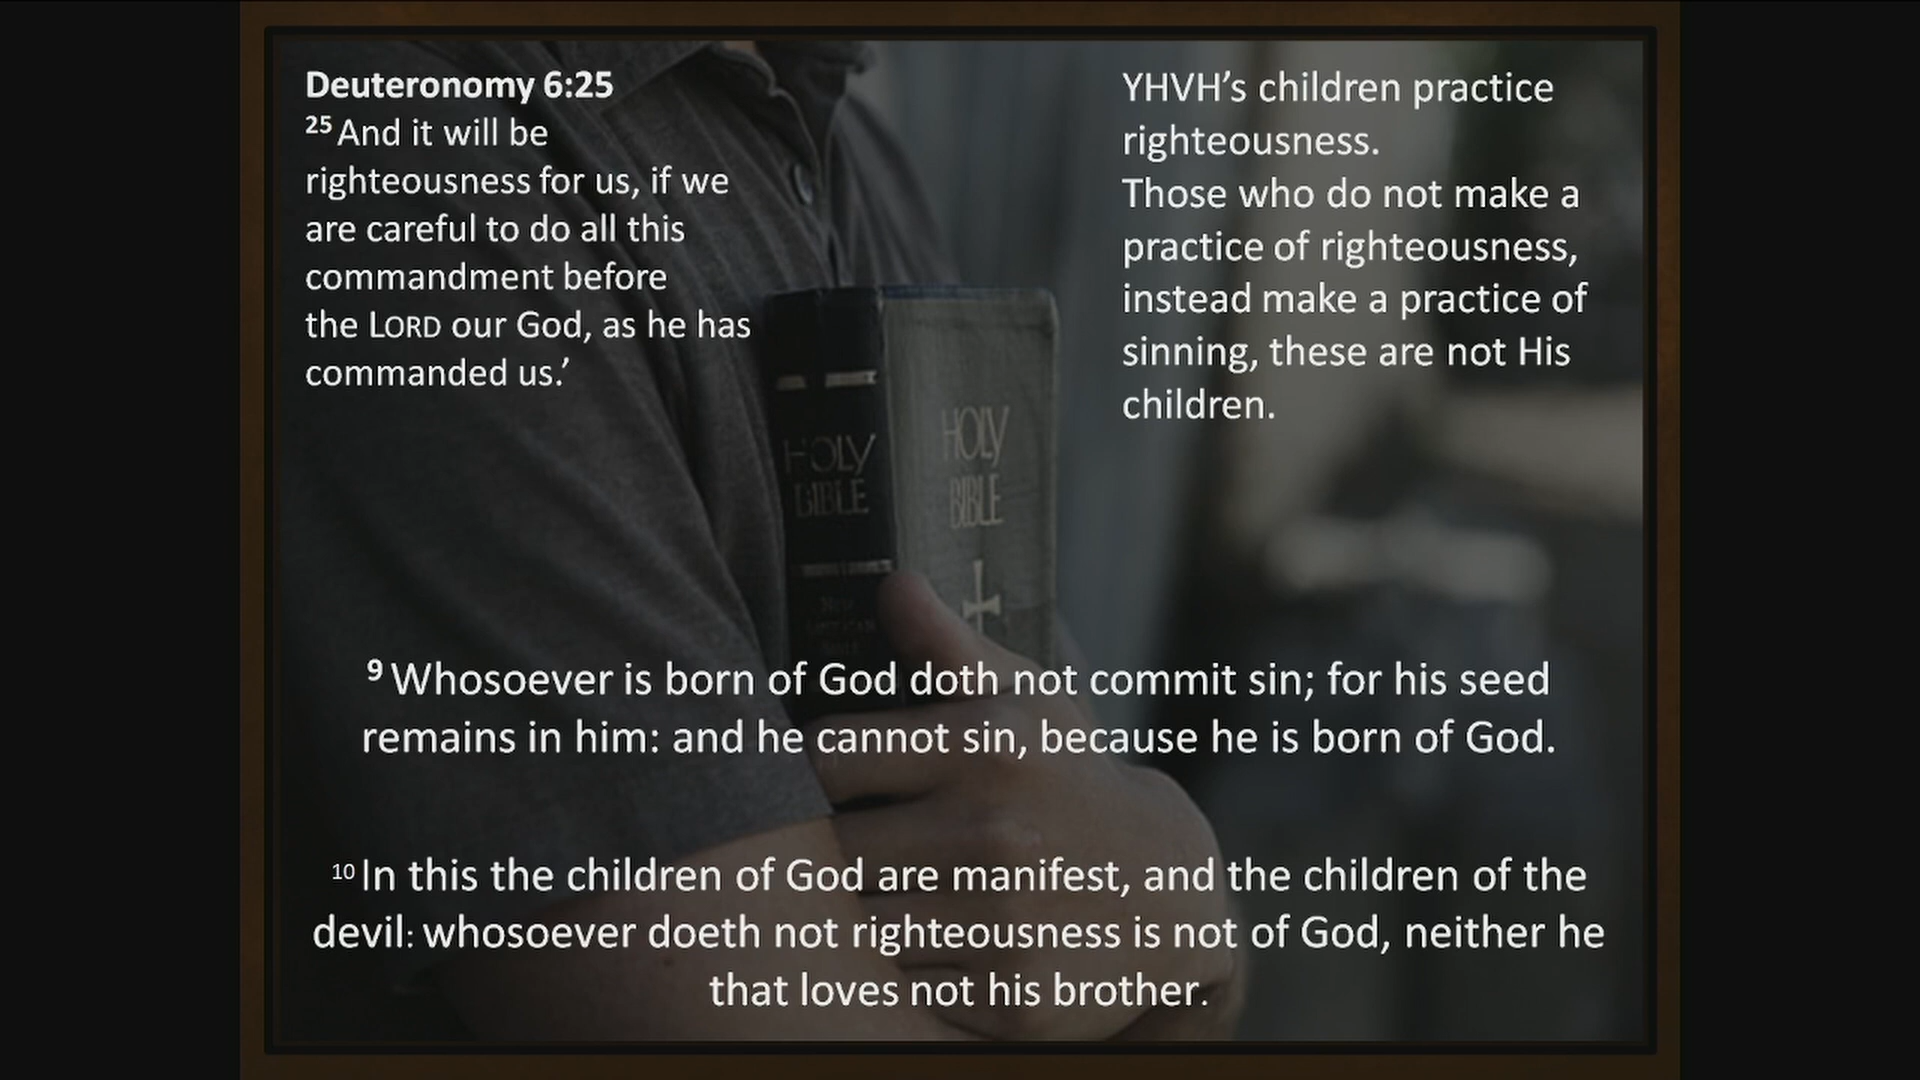 Deuteronomy 6:25
25 And it will be
righteousness for us, if we
are careful to do all this
commandment before
the LORD our God, as he has
commanded us.’
YHVH’s children practice
righteousness.
Those who do not make a
practice of righteousness,
instead make a practice of
sinning, these are not His
children.
HOLY
BIBLE
HOLY
BIBLE
9 Whosoever is born of God doth not commit sin; for his seed
remains in him: and he cannot sin, because he is born of God.
10 In this the children of God are manifest, and the children of the
devil: whosoever doeth not righteousness is not of God, neither he
that loves not his brother.